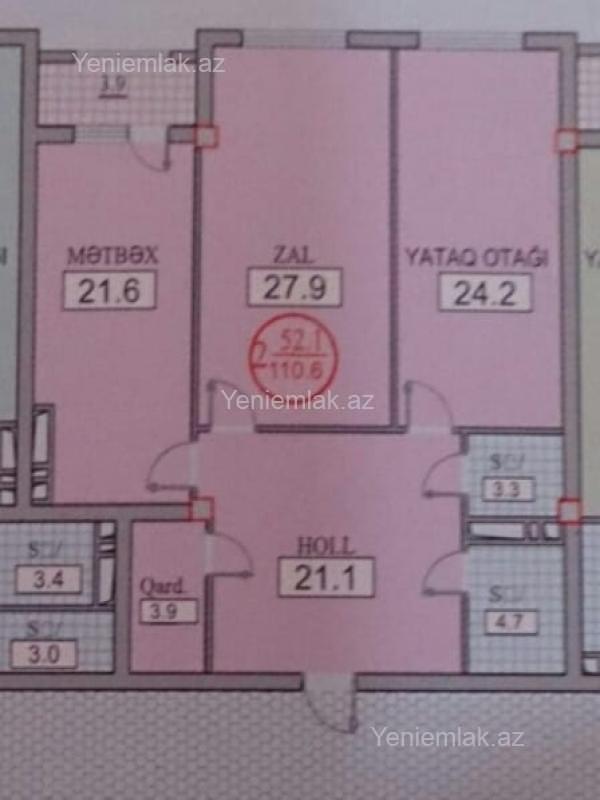 Yeniemlak.az
3.9
MƏTBƏX
21.6
ZAL
27.9
YATAQ OTAĞI
24.2
2 52.1
110.6
Yeniemlak.az
3.3
HOLL
21.1
3.4
Qard.
3.9
4.7
3.0
Yeniemlak.az